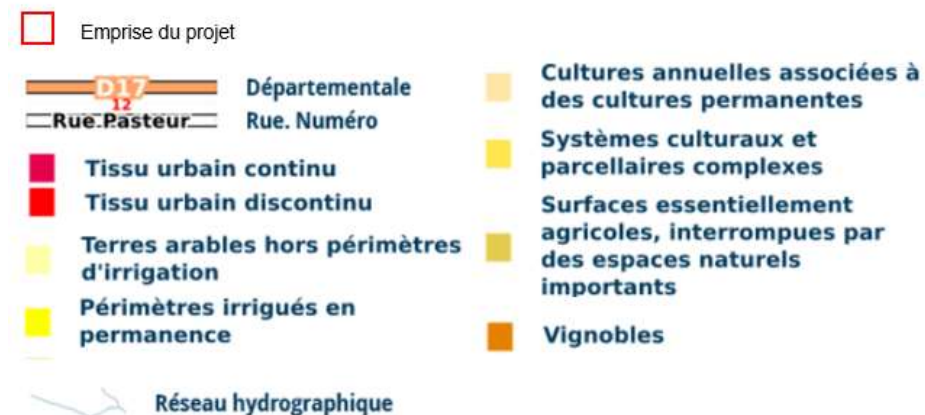 Emprise du projet
D17
Départementale
12
Rue.Pasteur
Rue. Numéro
Tissu urbain continu
Tissu urbain discontinu
Terres arables hors périmètres
d'irrigation
Périmètres irrigués en
permanence
Réseau hydrographique
Cultures annuelles associées à
des cultures permanentes
Systèmes culturaux et
parcellaires complexes
Surfaces essentiellement
agricoles, interrompues par
des espaces naturels
importants
Vignobles